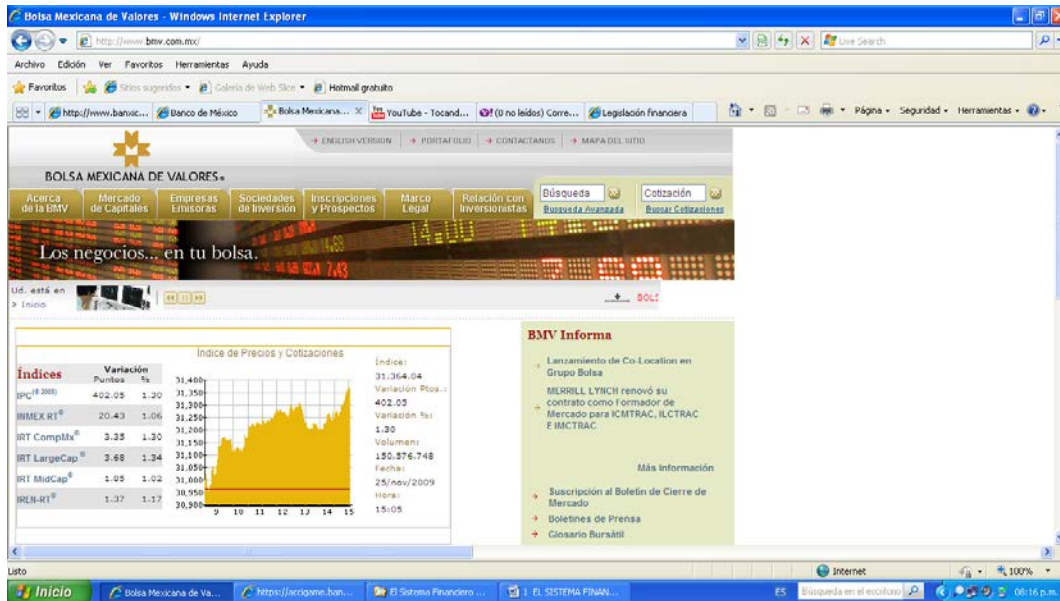 Bolsa Mexicana de Valores - Windows Internet Explorer
http://www.bmv.com.mx/
Live Search
Archivo Edición Ver Favoritos Herramientas Ayuda
Favoritos Sitios sugeridos Galería de Web Slice Hotmail gratuito
http://www.banxic... Banco de México Bolsa Mexicana... YouTube - Tocand... (0 no leídos) Corre... Legislación financiera Página Seguridad Herramientas
ENGLISH VERSION PORTAFOLIO CONTACTANOS MAPA DEL SITIO
BOLSA MEXICANA DE VALORES
Acerca de la BMV
Mercado de Capitales
Empresas Emisoras
Sociedades de Inversión
Inscripciones y Prospectos
Marco Legal
Relación con Inversionistas
Búsqueda Cotización
Busqueda Avanzada Buscar Cotizaciones
Los negocios... en tu bolsa.
Ud. está en
> Inicio
BOLS
Índices
Variación
Puntos %
IPC (® 2008) 402.05 1.30
INMEX RT® 20.43 1.06
IRT CompMx® 3.35 1.30
IRT LargeCap® 3.68 1.34
IRT MidCap® 1.05 1.02
IREN-RT® 1.37 1.17
Índice de Precios y Cotizaciones
31,400
31,350
31,300
31,250
31,200
31,150
31,100
31,050
31,000
30,950
30,900
9 10 11 12 13 14 15
Índice:
31,364.04
Variación Ptos.:
402.05
Variación %:
1.30
Volumen:
150,576,748
Fecha:
25/nov/2009
Hora:
15:05
BMV Informa
Lanzamiento de Co-Location en
Grupo Bolsa
MERRILL LYNCH renovó su
contrato como Formador de
Mercado para ICMTRAC, ILCTRAC
E IMCTRAC
Más Información
Suscripción al Boletin de Cierre de
Mercado
Boletines de Prensa
Glosario Bursátil
Listo Internet 100%
Inicio Bolsa Mexicana de Va... https://accigame.ban... El Sistema Financiero ... 1 EL SISTEMA FINAN... ES Búsqueda en el escritorio 08:16 p.m.